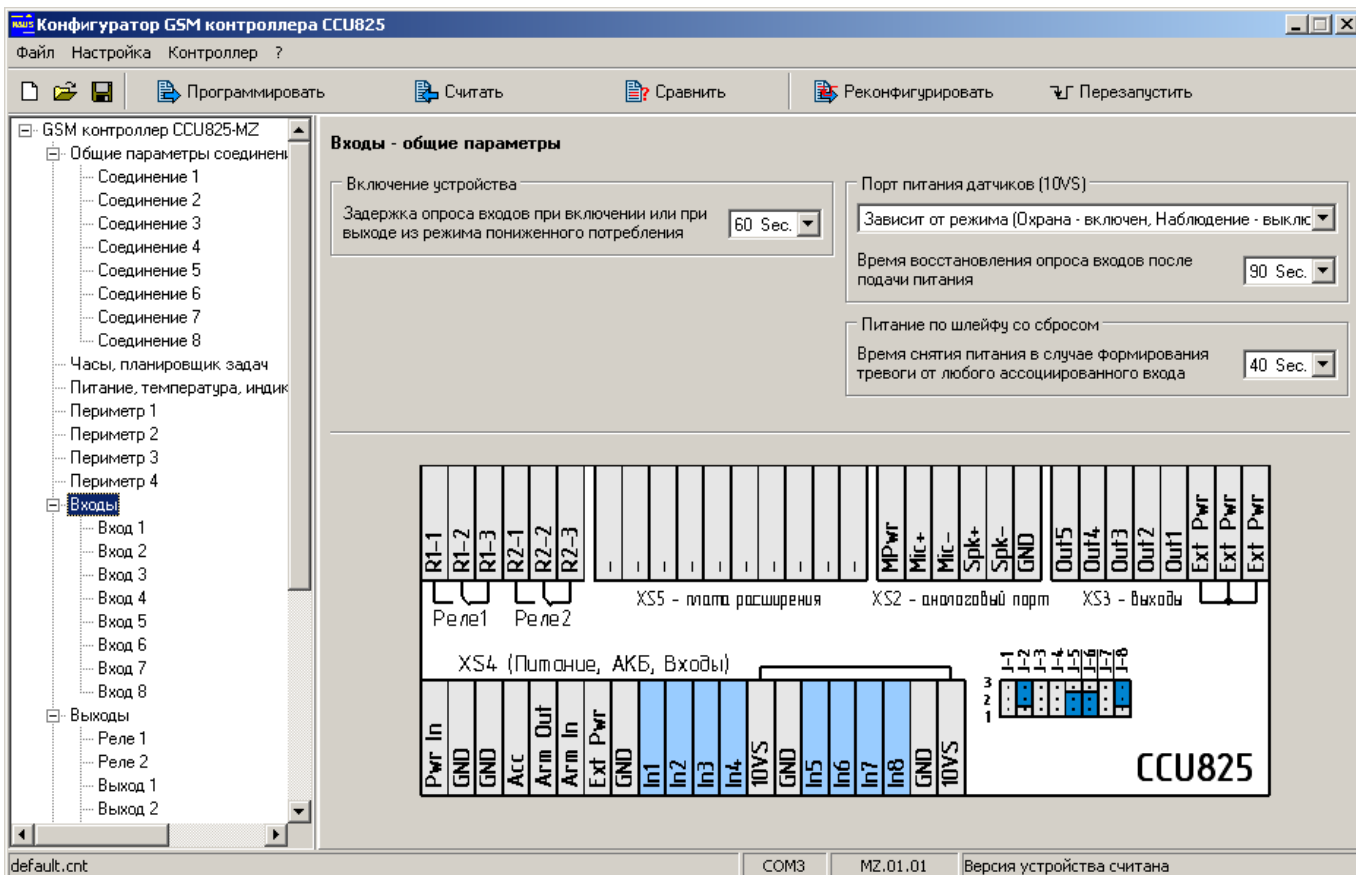 Конфигуратор GSM контроллера CCU825
Файл Настройка Контроллер ?
Программировать Считать Сравнить Реконфигурировать Перезапустить
GSM контроллер CCU825-MZ
Общие параметры соединени
Соединение 1
Соединение 2
Соединение 3
Соединение 4
Соединение 5
Соединение 6
Соединение 7
Соединение 8
Часы, планировщик задач
Питание, температура, индик
Периметр 1
Периметр 2
Периметр 3
Периметр 4
Входы
Вход 1
Вход 2
Вход 3
Вход 4
Вход 5
Вход 6
Вход 7
Вход 8
Выходы
Реле 1
Реле 2
Выход 1
Выход 2
Входы - общие параметры
Включение устройства
Задержка опроса входов при включении или при
выходе из режима пониженного потребления
60 Sec.
Порт питания датчиков (10VS)
Зависит от режима (Охрана - включен, Наблюдение - выклю
Время восстановления опроса входов после
подачи питания
90 Sec.
Питание по шлейфу со сбросом
Время снятия питания в случае формирования
тревоги от любого ассоциированного входа
40 Sec.
R1-1 R1-2 R1-3 R2-1 R2-2 R2-3 - - - - - - - - - - MPwr Mic+ Mic- Spk+ Spk- GND Out5 Out4 Out3 Out2 Out1 Ext Pwr Ext Pwr Ext Pwr
Реле1 Реле2 XS5 - плата расширения XS2 - аналоговый порт XS3 - выходы
XS4 (Питание, АКБ, Входы)
J-1 J-2 J-3 J-4 J-5 J-6 J-7 J-8
3
2
1
Pwr In GND GND Acc Arm Out Arm In Ext Pwr GND In1 In2 In3 In4 10VS GND In5 In6 In7 In8 GND 10VS
CCU825
default.cnt COM3 MZ.01.01 Версия устройства считана